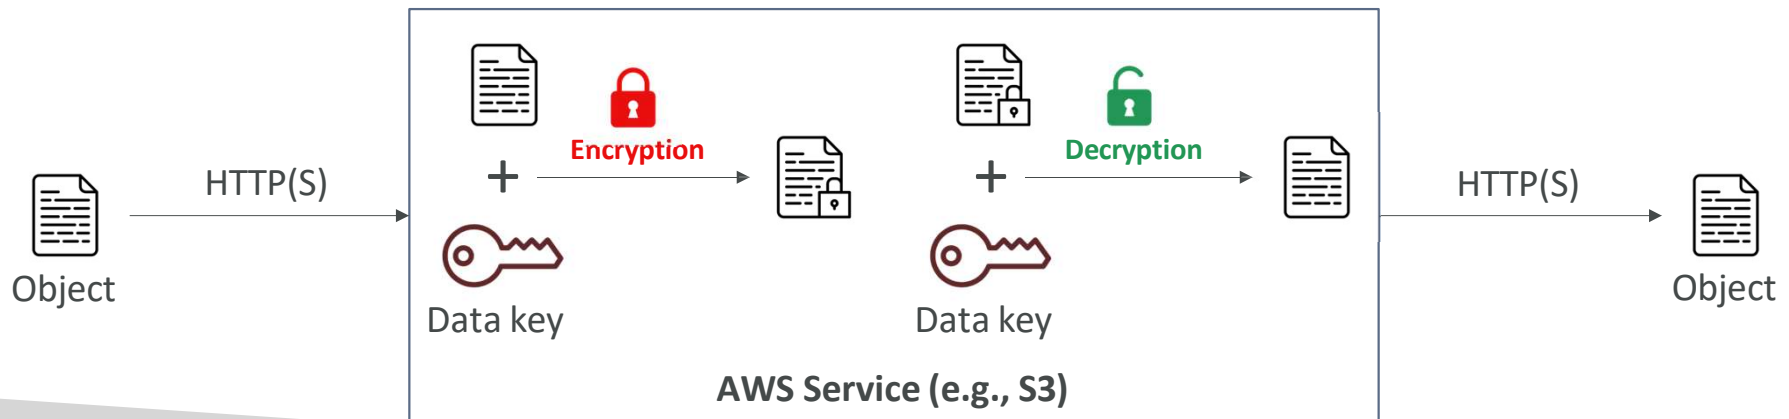 Object
HTTP(S)
Encryption
+
Data key
Decryption
+
Data key
AWS Service (e.g., S3)
HTTP(S)
Object